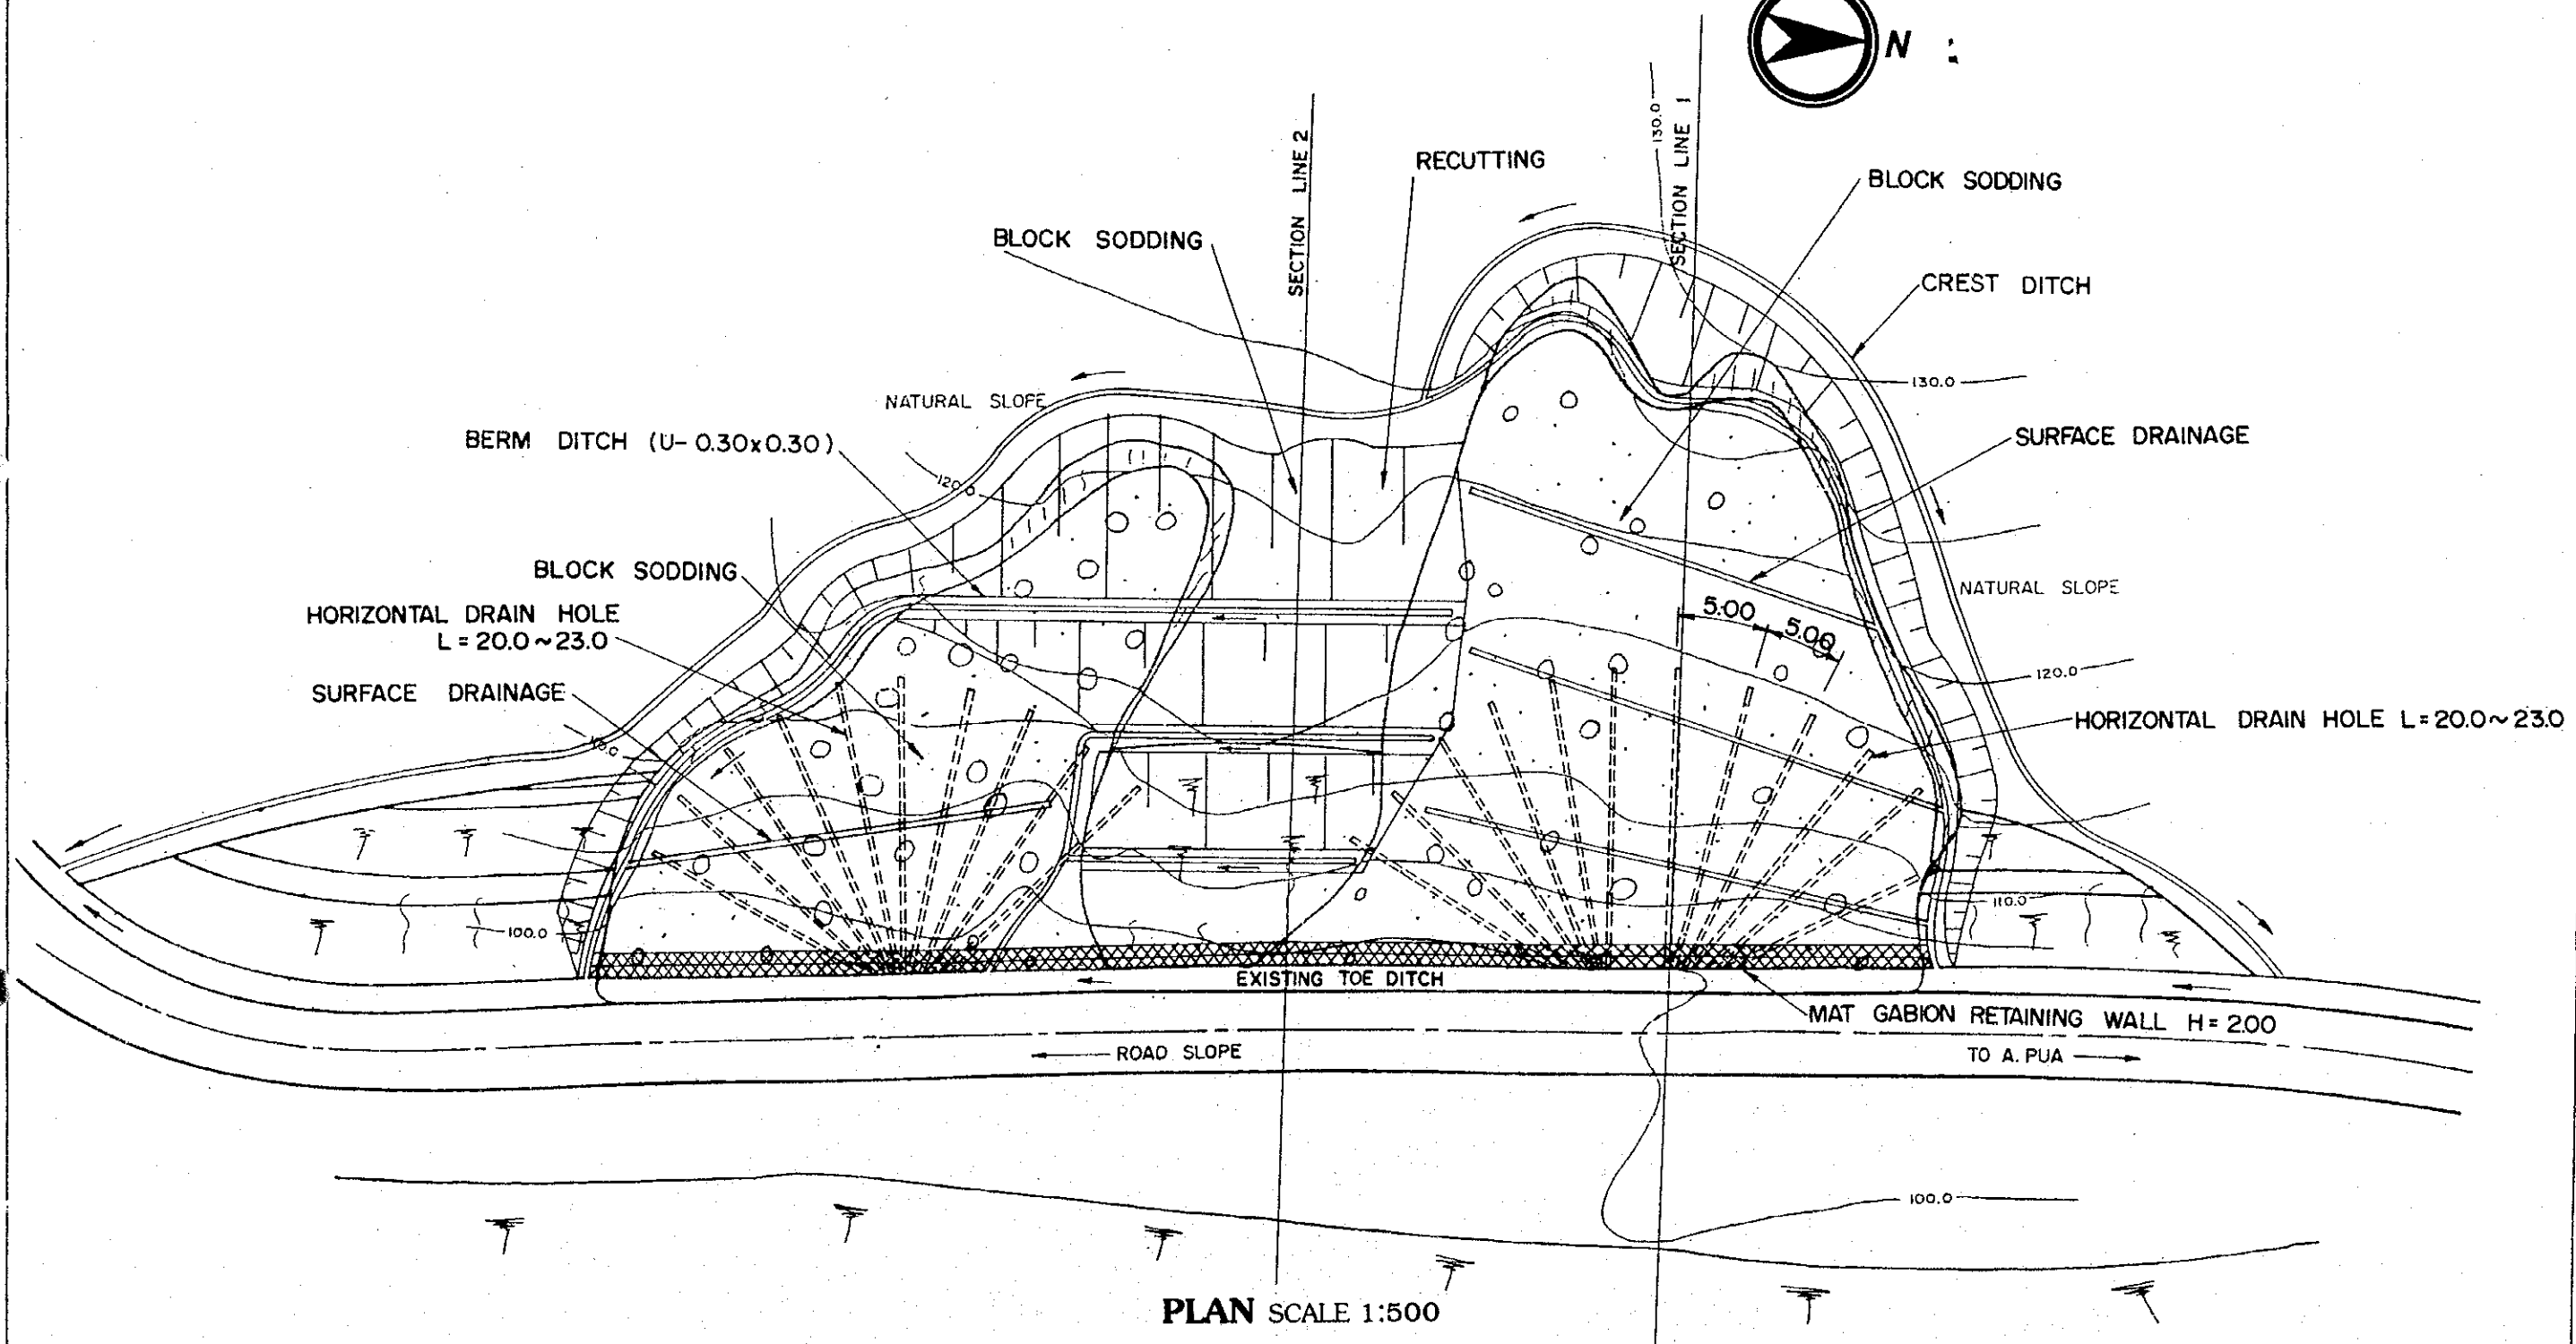 N
130.0
SECTION LINE 1
SECTION LINE 2
RECUTTING
BLOCK SODDING
BLOCK SODDING
CREST DITCH
130.0
NATURAL SLOPE
BERM DITCH (U-0.30x0.30)
SURFACE DRAINAGE
120.0
BLOCK SODDING
NATURAL SLOPE
HORIZONTAL DRAIN HOLE
L=20.0~23.0
5.00
5.00
120.0
SURFACE DRAINAGE
HORIZONTAL DRAIN HOLE L=20.0~23.0
110.0
100.0
EXISTING TOE DITCH
MAT GABION RETAINING WALL H=2.00
ROAD SLOPE
TO A. PUA
100.0
PLAN SCALE 1:500